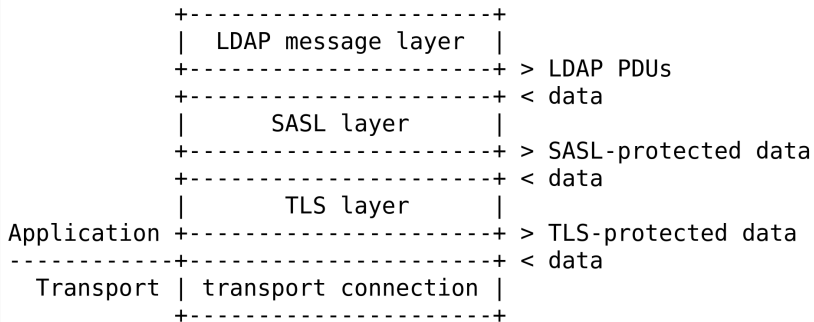 +----------------------+
            |  LDAP message layer  |
            +----------------------+ > LDAP PDUs
            +----------------------+ < data
            |      SASL layer      |
            +----------------------+ > SASL-protected data
            +----------------------+ < data
            |       TLS layer      |
Application +----------------------+ > TLS-protected data
------------+----------------------+ < data
  Transport | transport connection |
            +----------------------+